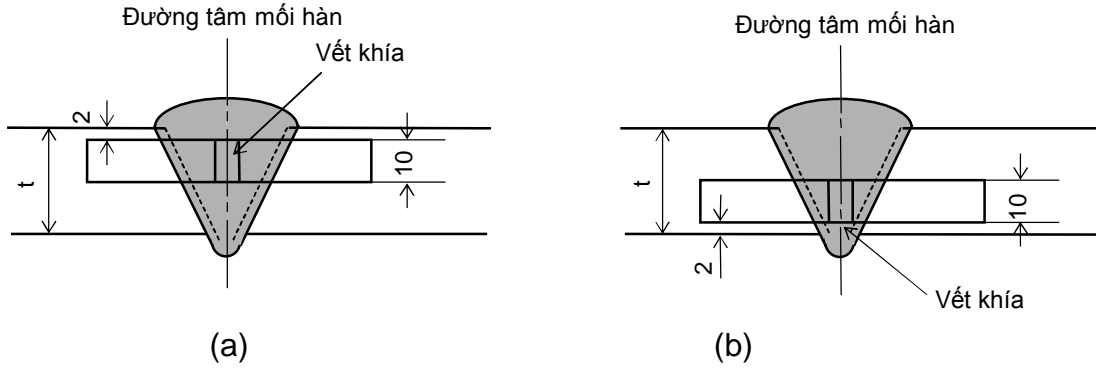 Đường tâm mối hàn
Vết khía
2
t
10
(a)
Đường tâm mối hàn
t
10
2
Vết khía
(b)